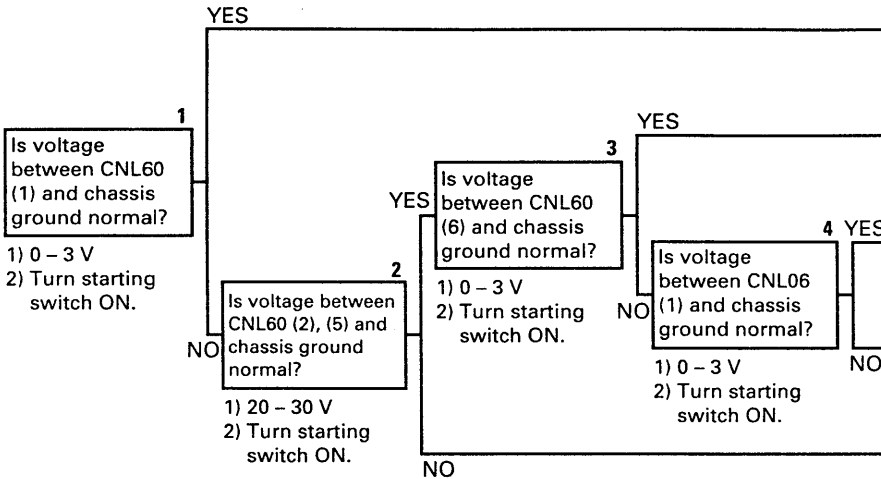 YES
1
Is voltage
between CNL60
(1) and chassis
ground normal?
1) 0 – 3 V
2) Turn starting
switch ON.
NO
2
Is voltage between
CNL60 (2), (5) and
chassis ground
normal?
1) 20 – 30 V
2) Turn starting
switch ON.
YES
NO
3
Is voltage
between CNL60
(6) and chassis
ground normal?
1) 0 – 3 V
2) Turn starting
switch ON.
YES
NO
4
Is voltage
between CNL06
(1) and chassis
ground normal?
1) 0 – 3 V
2) Turn starting
switch ON.
YES
NO